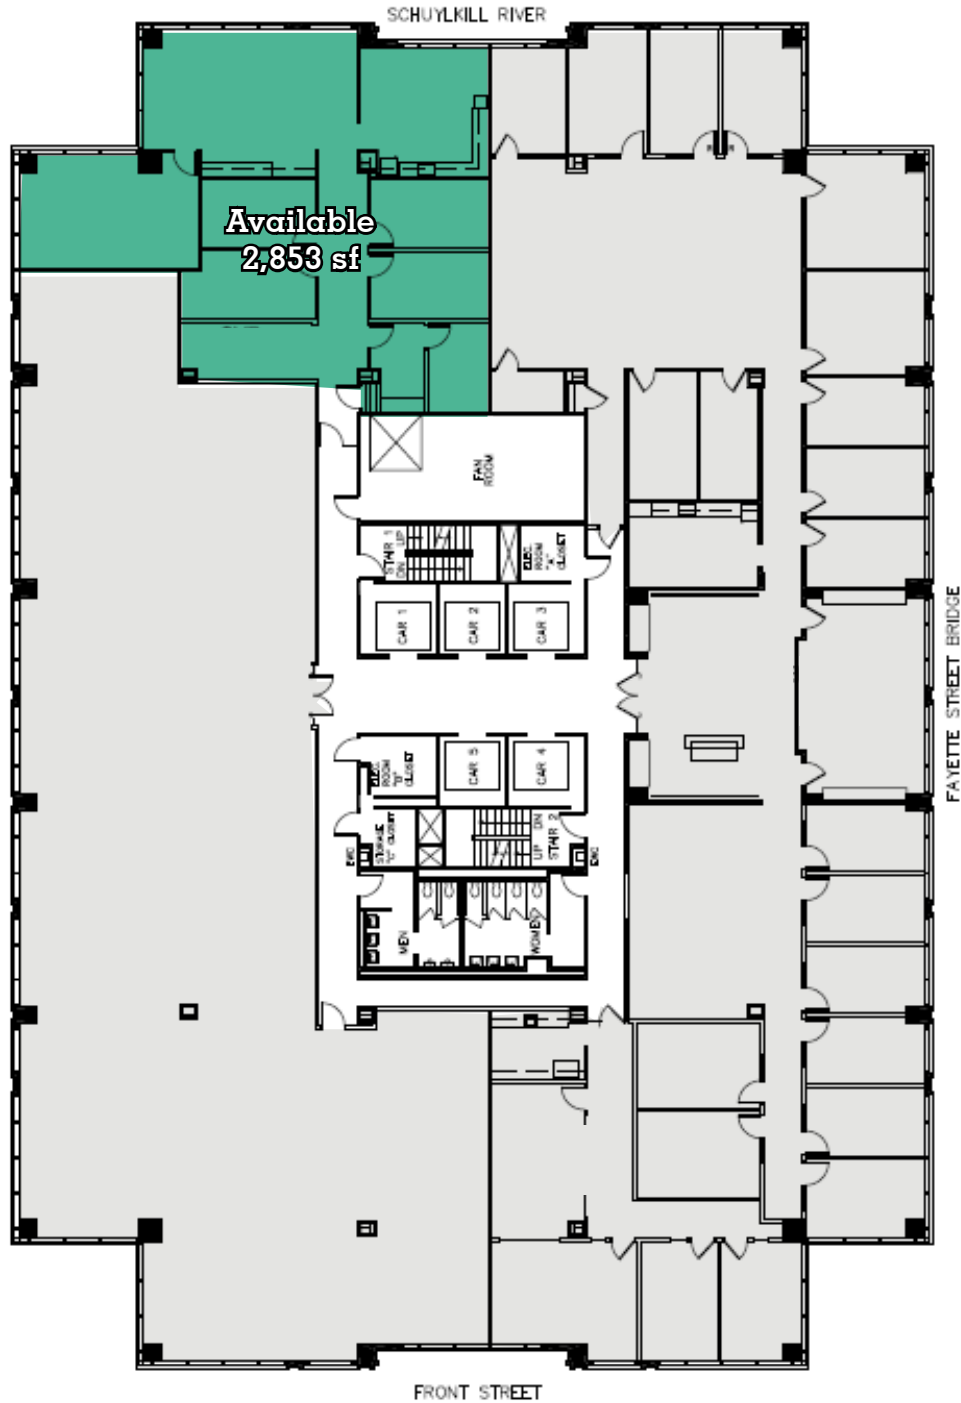 SCHUYLKILL RIVER
Available
2,853 sf
FAN
ROOM
STAIR 1
UP
DN
ELEC.
ROOM
"A"
CLOSET
CAR 1
CAR 2
CAR 3
FAYETTE STREET BRIDGE
ELEC.
ROOM
"B"
CLOSET
CAR 5
CAR 4
STORAGE
"C" CLOSET
UP
DN
STAIR 2
EWC
EWC
MEN
WOMEN
FRONT STREET